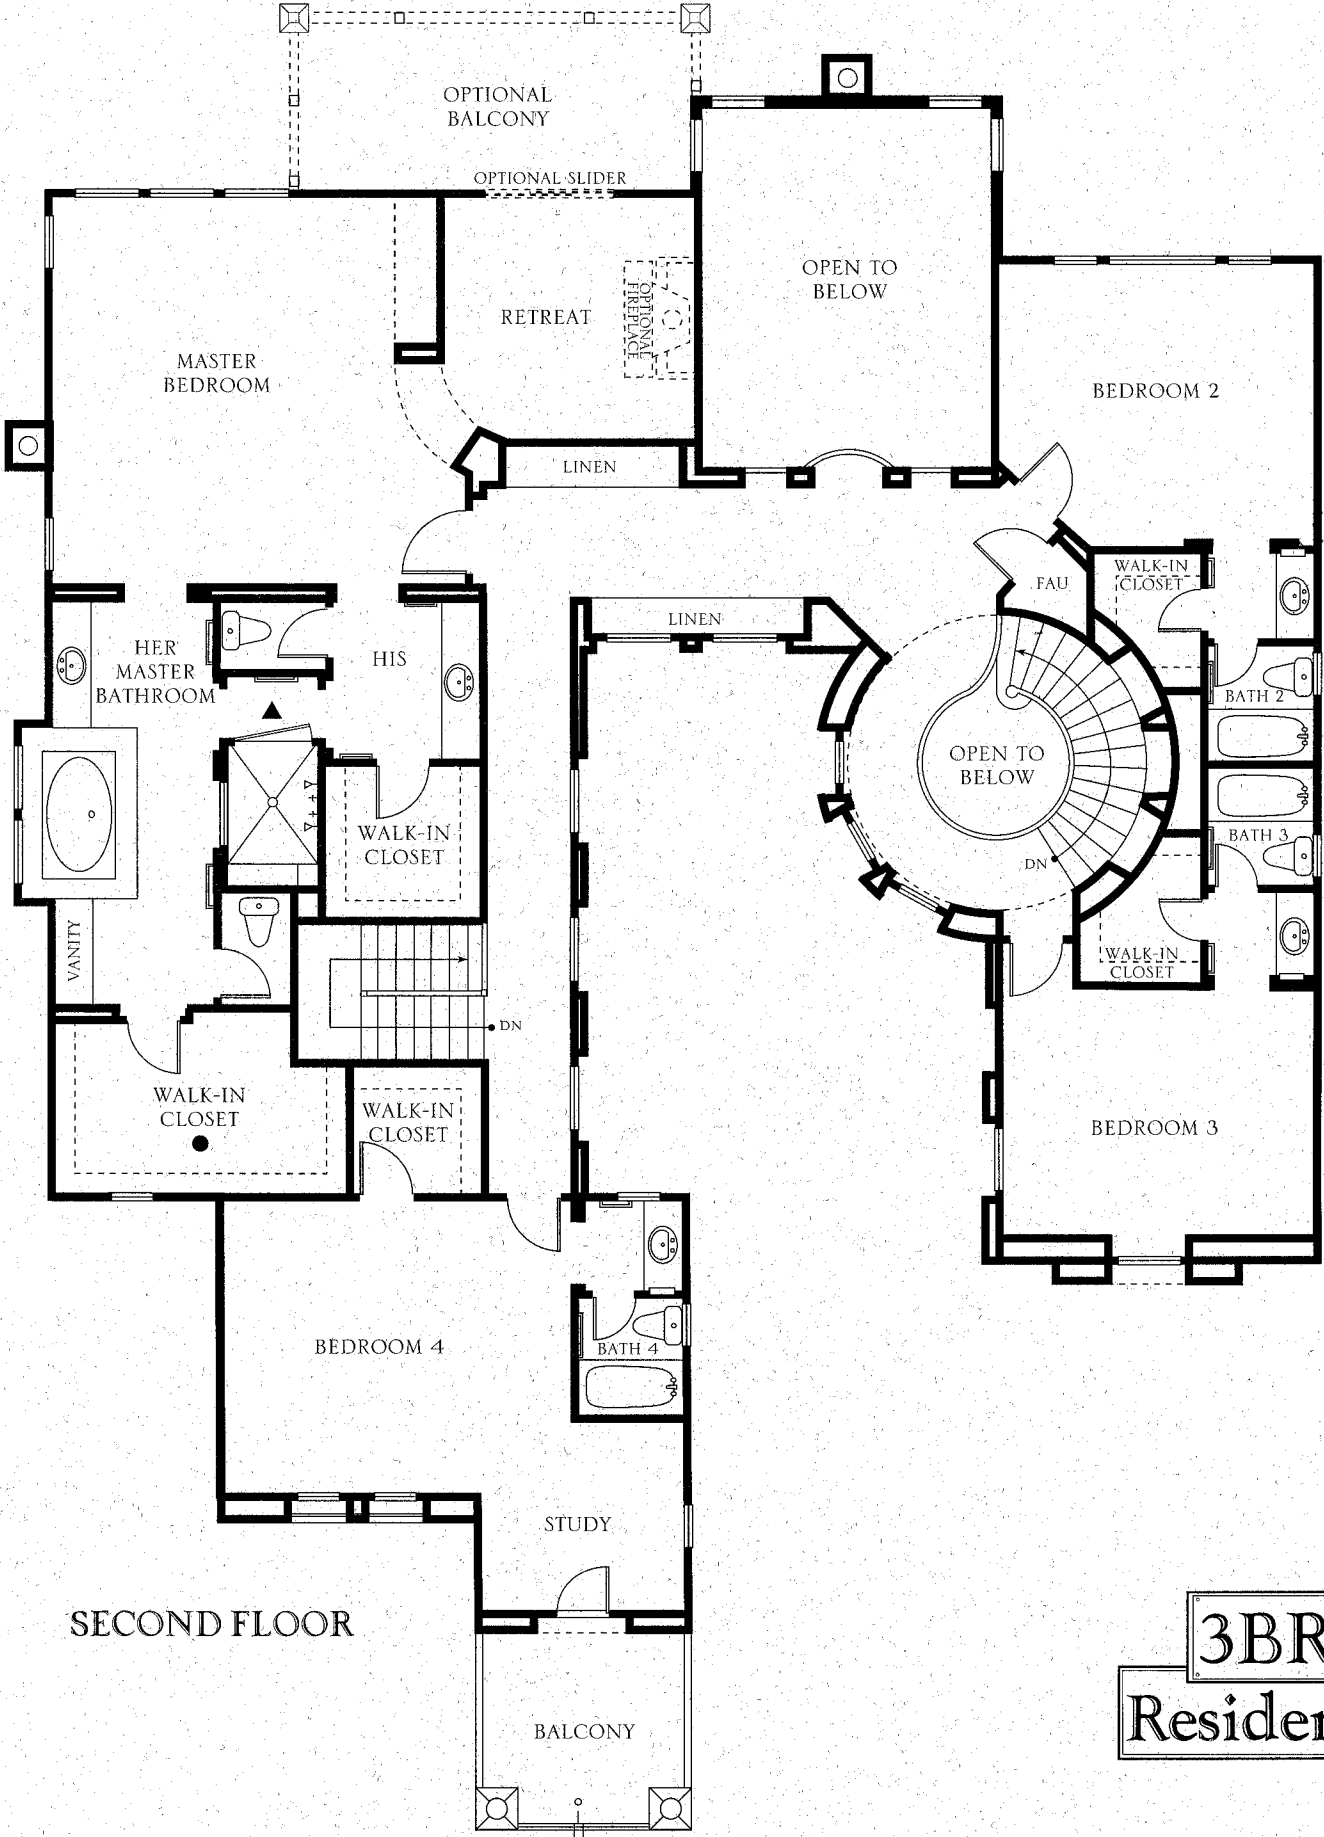 OPTIONAL
BALCONY
OPTIONAL SLIDER
RETREAT
OPTIONAL
FIREPLACE
OPEN TO
BELOW
MASTER
BEDROOM
BEDROOM 2
LINEN
WALK-IN
CLOSET
FAU
LINEN
HER
MASTER
BATHROOM
HIS
BATH 2
OPEN TO
BELOW
WALK-IN
CLOSET
BATH 3
DN
VANITY
WALK-IN
CLOSET
DN
WALK-IN
CLOSET
WALK-IN
CLOSET
BEDROOM 3
BEDROOM 4
BATH 4
STUDY
SECOND FLOOR
BALCONY
3BR
Residen